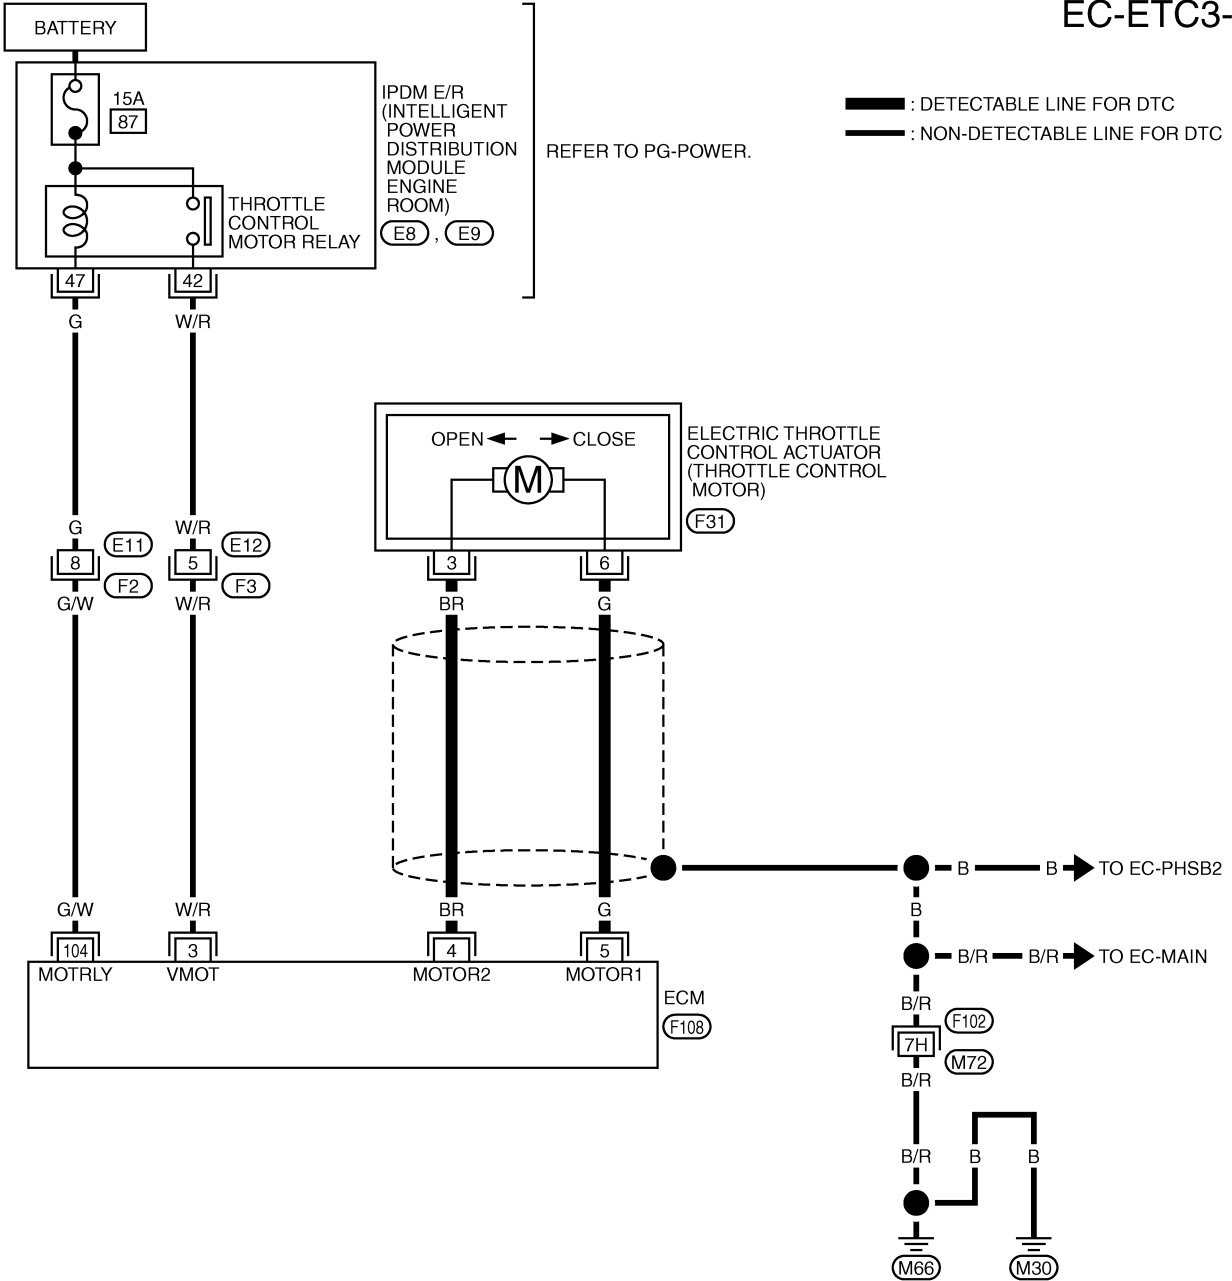 EC-ETC3-
BATTERY
15A
87
IPDM E/R
(INTELLIGENT
POWER
DISTRIBUTION
MODULE
ENGINE
ROOM)
E8 , E9
REFER TO PG-POWER.
: DETECTABLE LINE FOR DTC
: NON-DETECTABLE LINE FOR DTC
THROTTLE
CONTROL
MOTOR RELAY
47 42
G W/R
OPEN CLOSE
M
ELECTRIC THROTTLE
CONTROL ACTUATOR
(THROTTLE CONTROL
MOTOR)
F31
G W/R
E11 E12
8 5 3 6
F2 F3
G/W W/R BR G
B B TO EC-PHSB2
G/W W/R BR G B
104 3 4 5
B/R B/R TO EC-MAIN
MOTRLY VMOT MOTOR2 MOTOR1
ECM
F108
B/R
F102
7H
M72
B/R
B/R B B
M66 M30